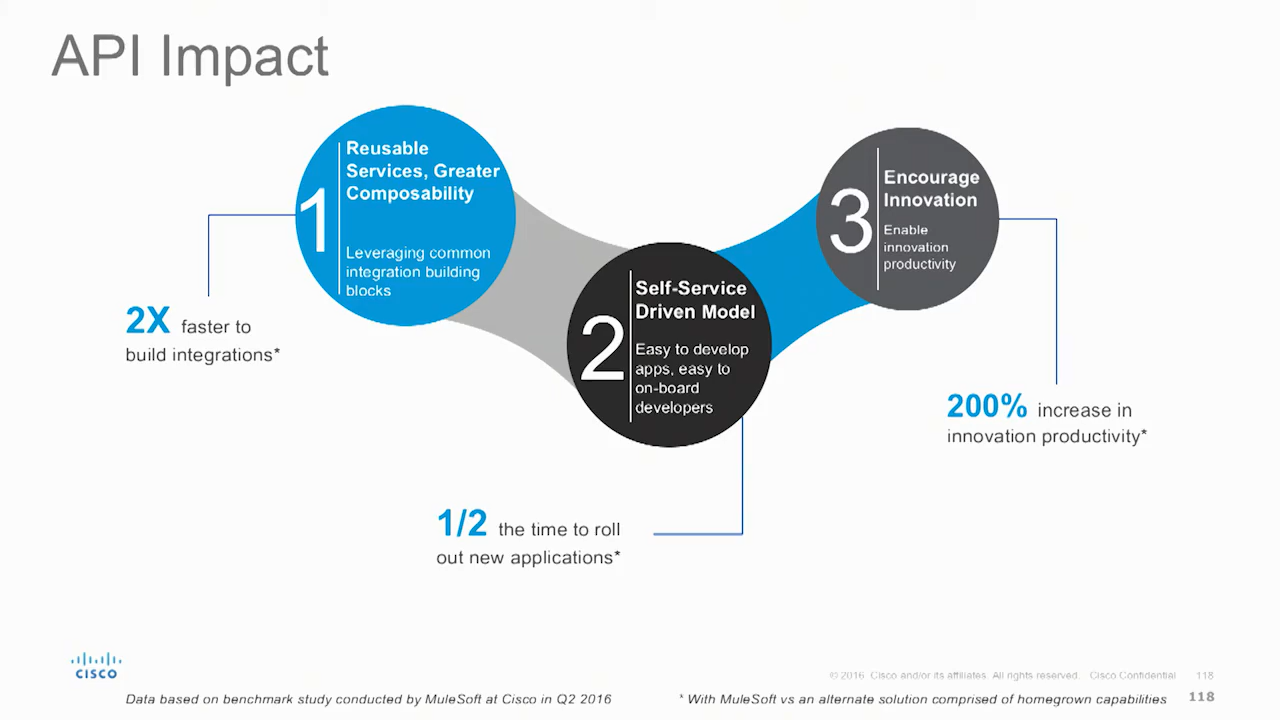 API Impact
1
Reusable
Services, Greater
Composability
Leveraging common
integration building
blocks
2X faster to
build integrations*
2
Self-Service
Driven Model
Easy to develop
apps, easy to
on-board
developers
1/2 the time to roll
out new applications*
3
Encourage
Innovation
Enable
innovation
productivity
200% increase in
innovation productivity*
CISCO
© 2016 Cisco and/or its affiliates. All rights reserved. Cisco Confidential 118
Data based on benchmark study conducted by MuleSoft at Cisco in Q2 2016
* With MuleSoft vs an alternate solution comprised of homegrown capabilities 118